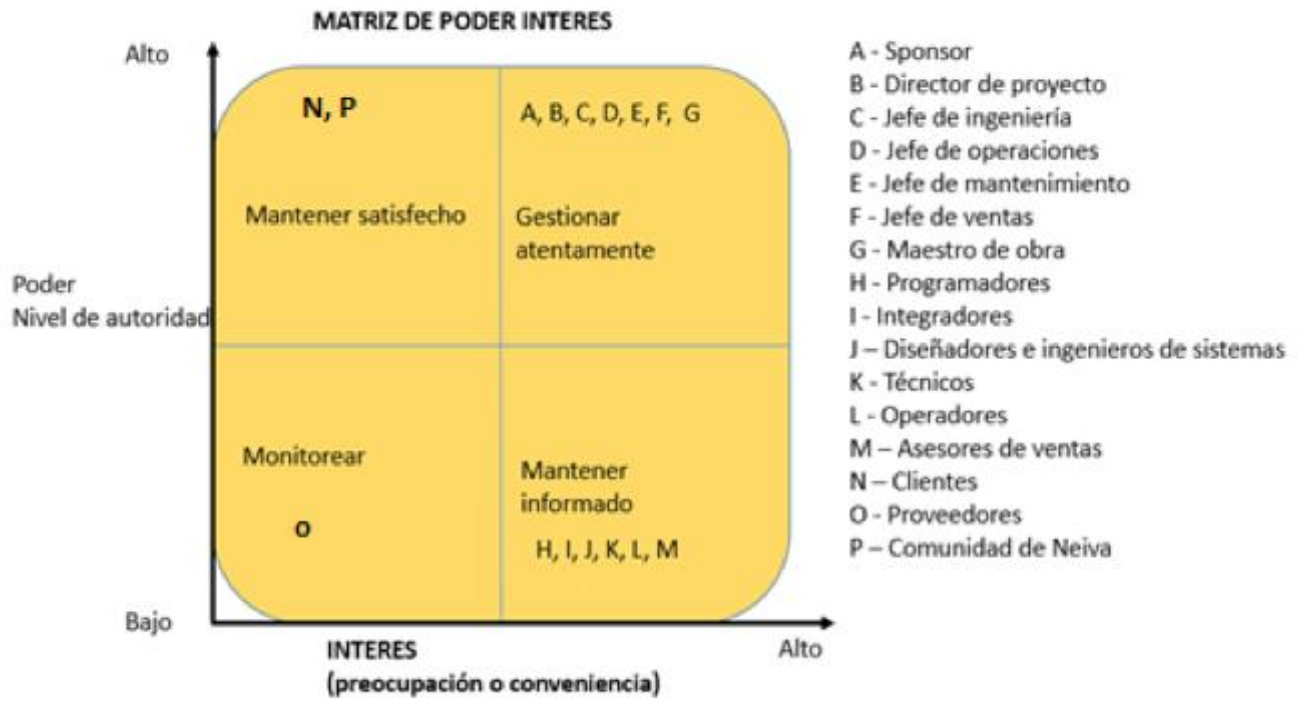 MATRIZ DE PODER INTERES
Alto
N, P
A, B, C, D, E, F, G
Mantener satisfecho
Gestionar
atentamente
Poder
Nivel de autoridad
Monitorear
O
Mantener
informado
H, I, J, K, L, M
Bajo
INTERES
(preocupación o conveniencia)
Alto
A - Sponsor
B - Director de proyecto
C - Jefe de ingeniería
D - Jefe de operaciones
E - Jefe de mantenimiento
F - Jefe de ventas
G - Maestro de obra
H - Programadores
I - Integradores
J – Diseñadores e ingenieros de sistemas
K - Técnicos
L - Operadores
M – Asesores de ventas
N – Clientes
O - Proveedores
P – Comunidad de Neiva